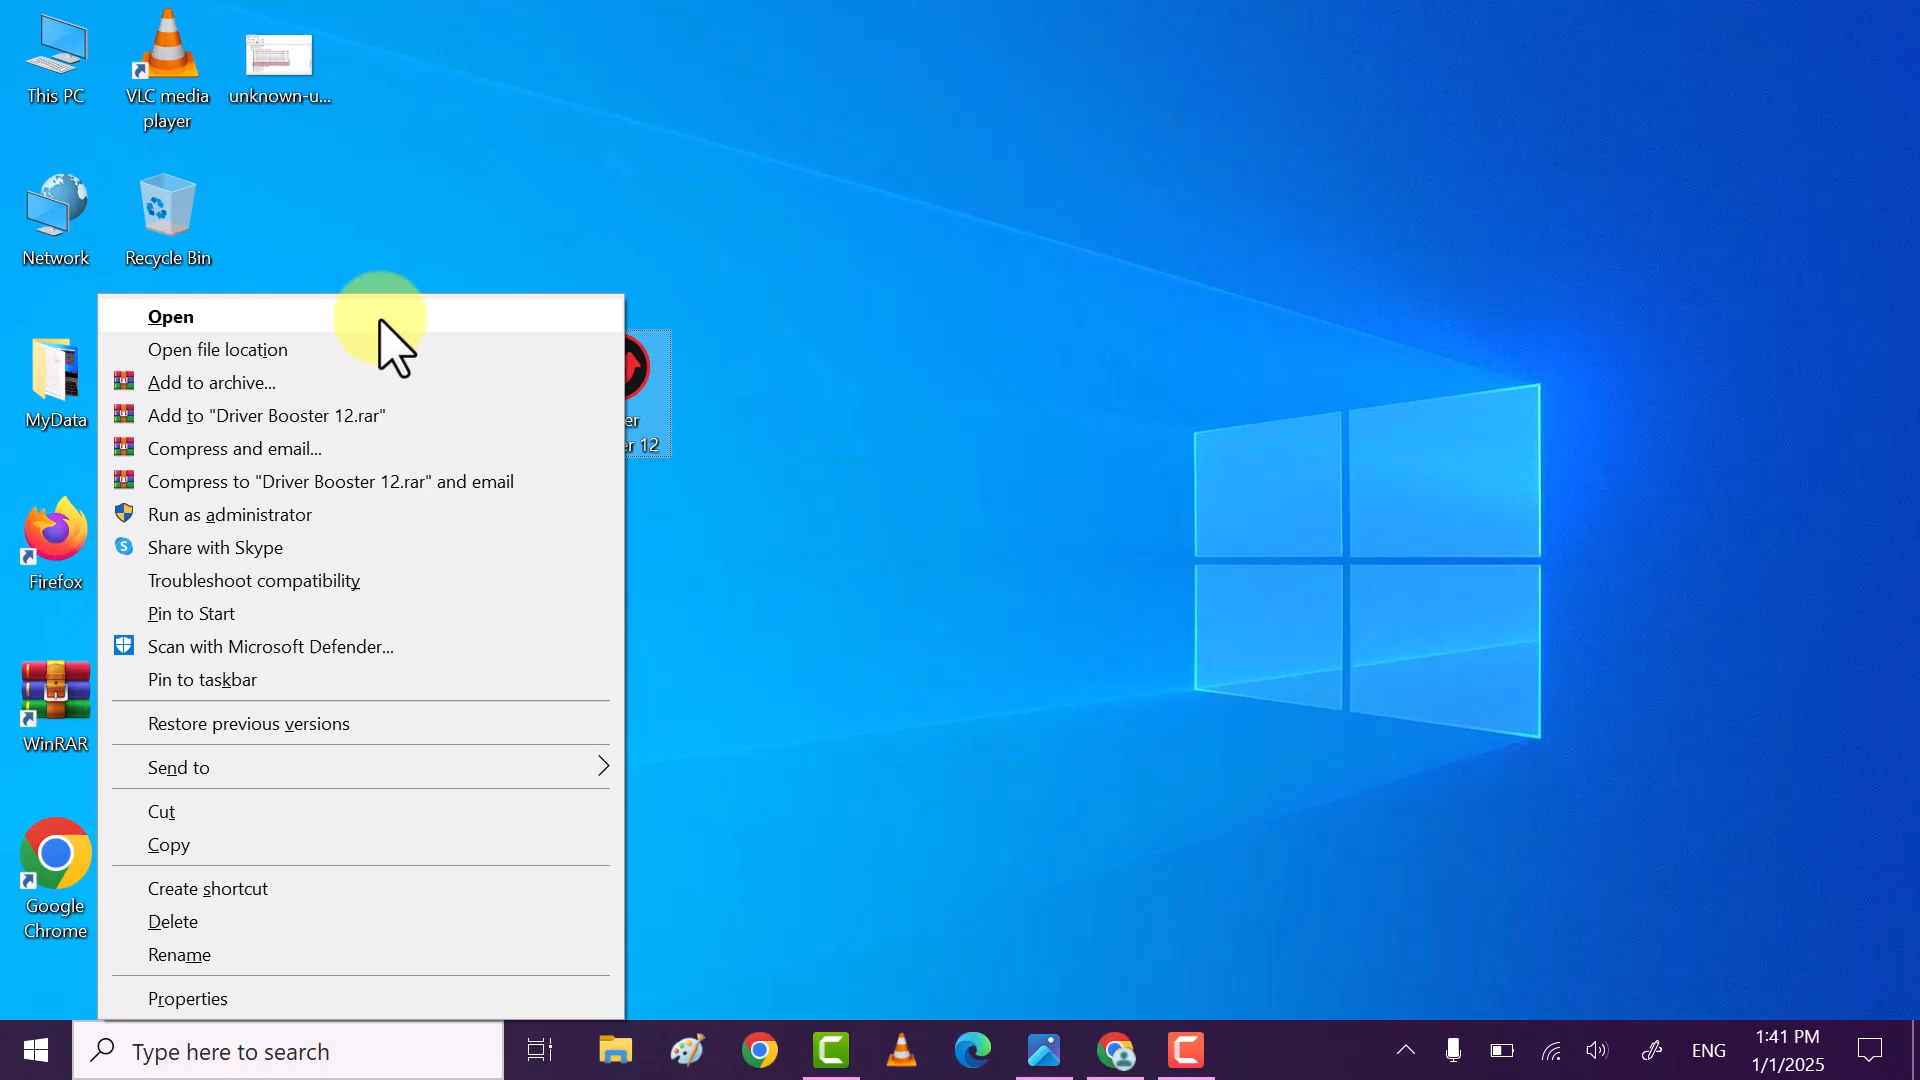 This PC
VLC media
player
unknown-u...
Network
Recycle Bin
MyData
Firefox
WinRAR
Google
Chrome
Open
Open file location
Add to archive...
Add to "Driver Booster 12.rar"
Compress and email...
Compress to "Driver Booster 12.rar" and email
Run as administrator
Share with Skype
Troubleshoot compatibility
Pin to Start
Scan with Microsoft Defender...
Pin to taskbar
Restore previous versions
Send to
Cut
Copy
Create shortcut
Delete
Rename
Properties
er
er 12
Type here to search
ENG
1:41 PM
1/1/2025